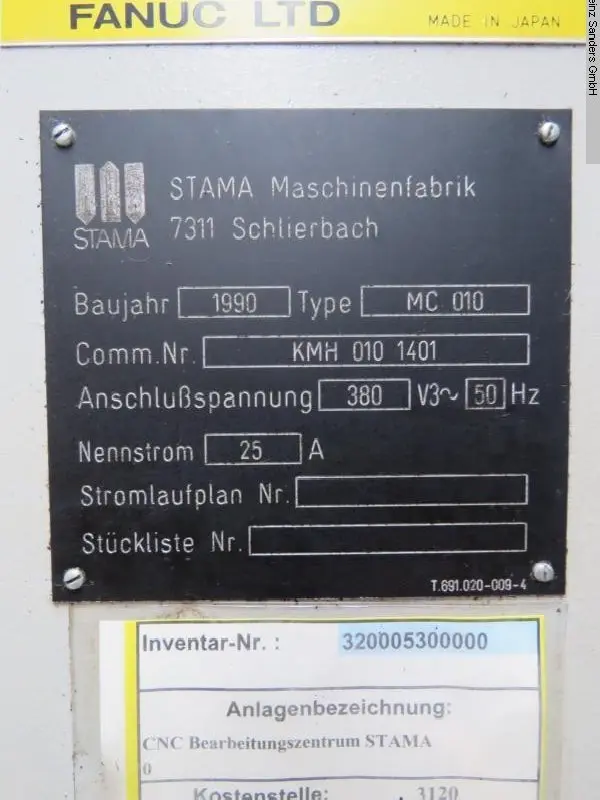 FANUC LTD MADE IN JAPAN
STAMA Maschinenfabrik
7311 Schlierbach
STAMA
Baujahr 1990 Type MC 010
Comm.Nr. KMH 010 1401
Anschlußspannung 380 V3~ 50 Hz
Nennstrom 25 A
Stromlaufplan Nr.
Stückliste Nr.
T.691.020-009-4
Inventar-Nr. : 320005300000
Anlagenbezeichnung:
CNC Bearbeitungszentrum STAMA
0
Kostenstelle: . 3120
Sanders GmbH